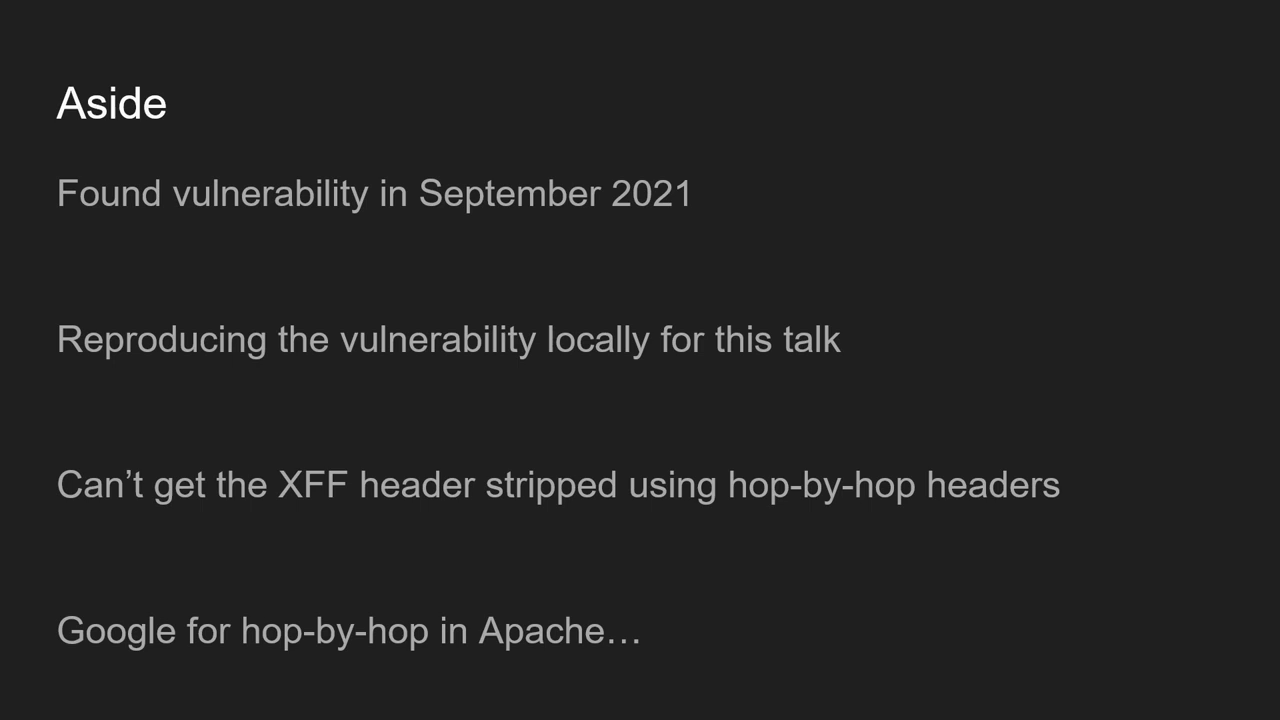 Aside
Found vulnerability in September 2021
Reproducing the vulnerability locally for this talk
Can’t get the XFF header stripped using hop-by-hop headers
Google for hop-by-hop in Apache…